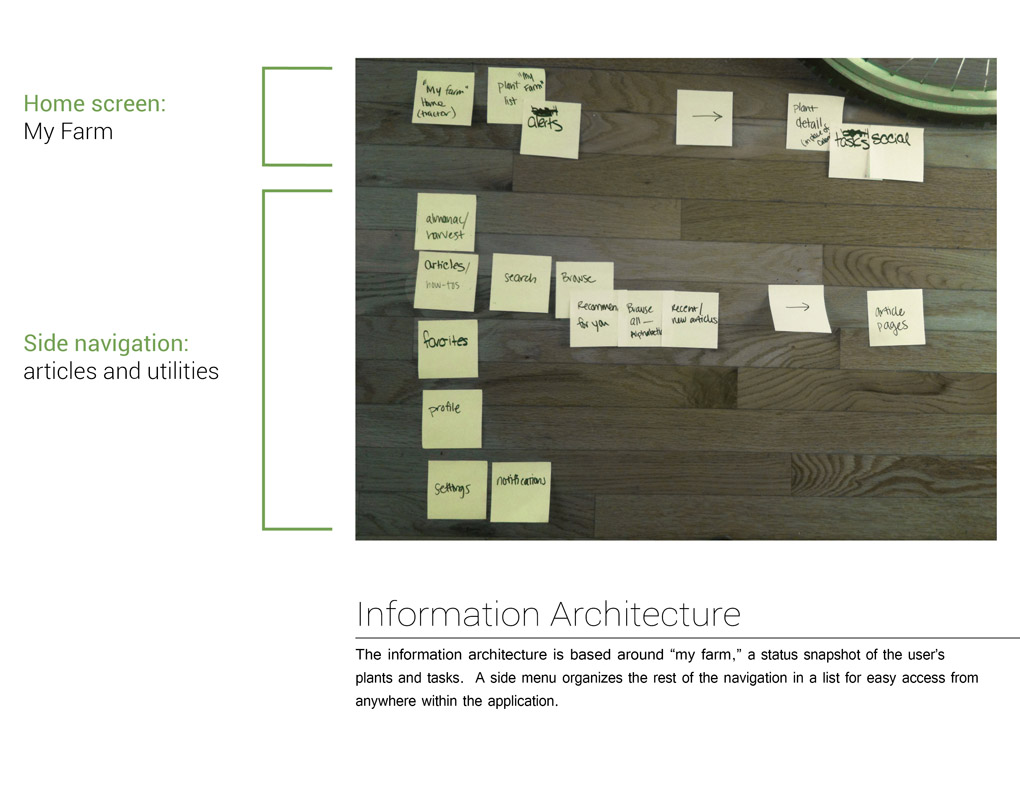 Home screen:
My Farm
"My Farm"
Home
(tracker)
"My
plant Farm"
list
alerts
→
plant
detail
tasks
social
almanac/
harvest
articles/
how-tos
search
Browse
Recommen
for you
Browse
all —
Alphabetic
Recent/
new articles
→
article
pages
favorites
profile
settings
notifications
Side navigation:
articles and utilities
Information Architecture
The information architecture is based around “my farm,” a status snapshot of the user’s
plants and tasks. A side menu organizes the rest of the navigation in a list for easy access from
anywhere within the application.